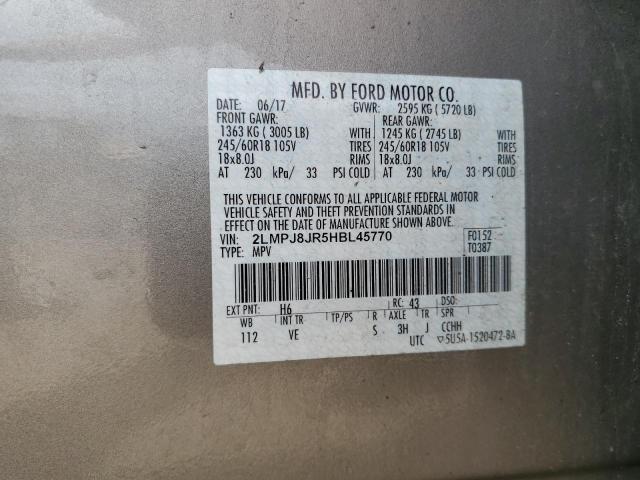 MFD. BY FORD MOTOR CO.
DATE: 06/17 GVWR: 2595 KG ( 5720 LB)
FRONT GAWR: REAR GAWR:
1363 KG ( 3005 LB) WITH 1245 KG ( 2745 LB) WITH
245/60R18 105V TIRES 245/60R18 105V TIRES
18x8.0J RIMS 18x8.0J RIMS
AT 230 kPa/ 33 PSI COLD AT 230 kPa/ 33 PSI COLD
THIS VEHICLE CONFORMS TO ALL APPLICABLE FEDERAL MOTOR
VEHICLE SAFETY AND THEFT PREVENTION STANDARDS IN
EFFECT ON THE DATE OF MANUFACTURE SHOWN ABOVE.
VIN: 2LMPJ8JR5HBL45770 F0152
TYPE: MPV T0387
EXT PNT: H6 RC: 43 DSO:
WB INT TR TP/PS R AXLE TR SPR
112 VE S 3H J CCHH
UTC ▽5U5A-1520472-BA